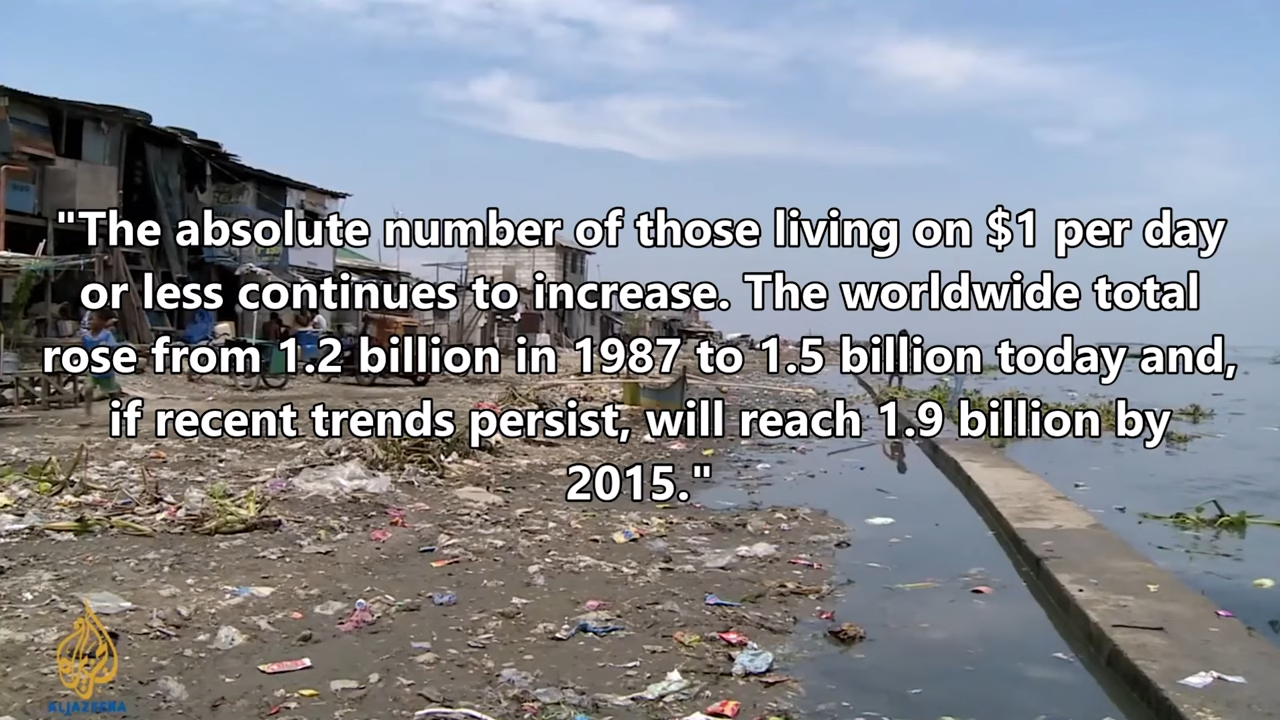 "The absolute number of those living on $1 per day
or less continues to increase. The worldwide total
rose from 1.2 billion in 1987 to 1.5 billion today and,
if recent trends persist, will reach 1.9 billion by
2015."
ALJAZEERA